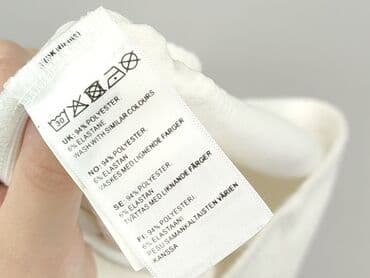 30
UK: 94% POLYESTER
6% ELASTANE
WASH WITH SIMILAR COLOURS
NO: 94% POLYESTER
6% ELASTAN
VASKES MED LIGNENDE FARGER
SE: 94% POLYESTER
6% ELASTAN
TVÄTTAS MED LIKNANDE FÄRGER
FI: 94% POLYESTERI
6% ELASTAANI
PESU SAMANKALTAISTEN VÄRIEN
KANSSA